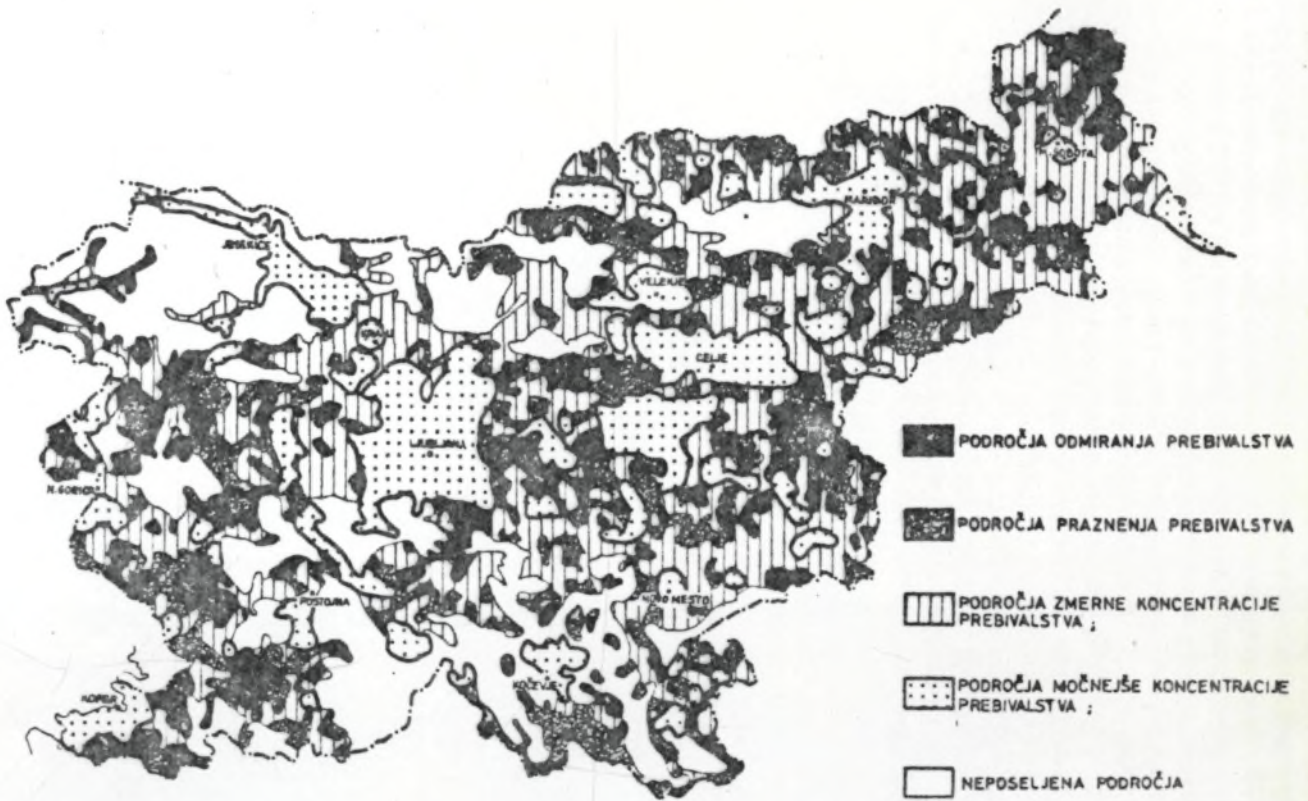 SOBOTA
MARIBOR
JESENICE
VELENJE
KRANJ
CELJE
LJUBLJANA
N. GORICA
POSTOJNA
NOVO MESTO
KOČEVJE
KOPER
PODROČJA ODMIRANJA PREBIVALSTVA
PODROČJA PRAZNENJA PREBIVALSTVA
PODROČJA ZMERNE KONCENTRACIJE
PREBIVALSTVA ;
PODROČJA MOČNEJŠE KONCENTRACIJE
PREBIVALSTVA ;
NEPOSELJENA PODROČJA